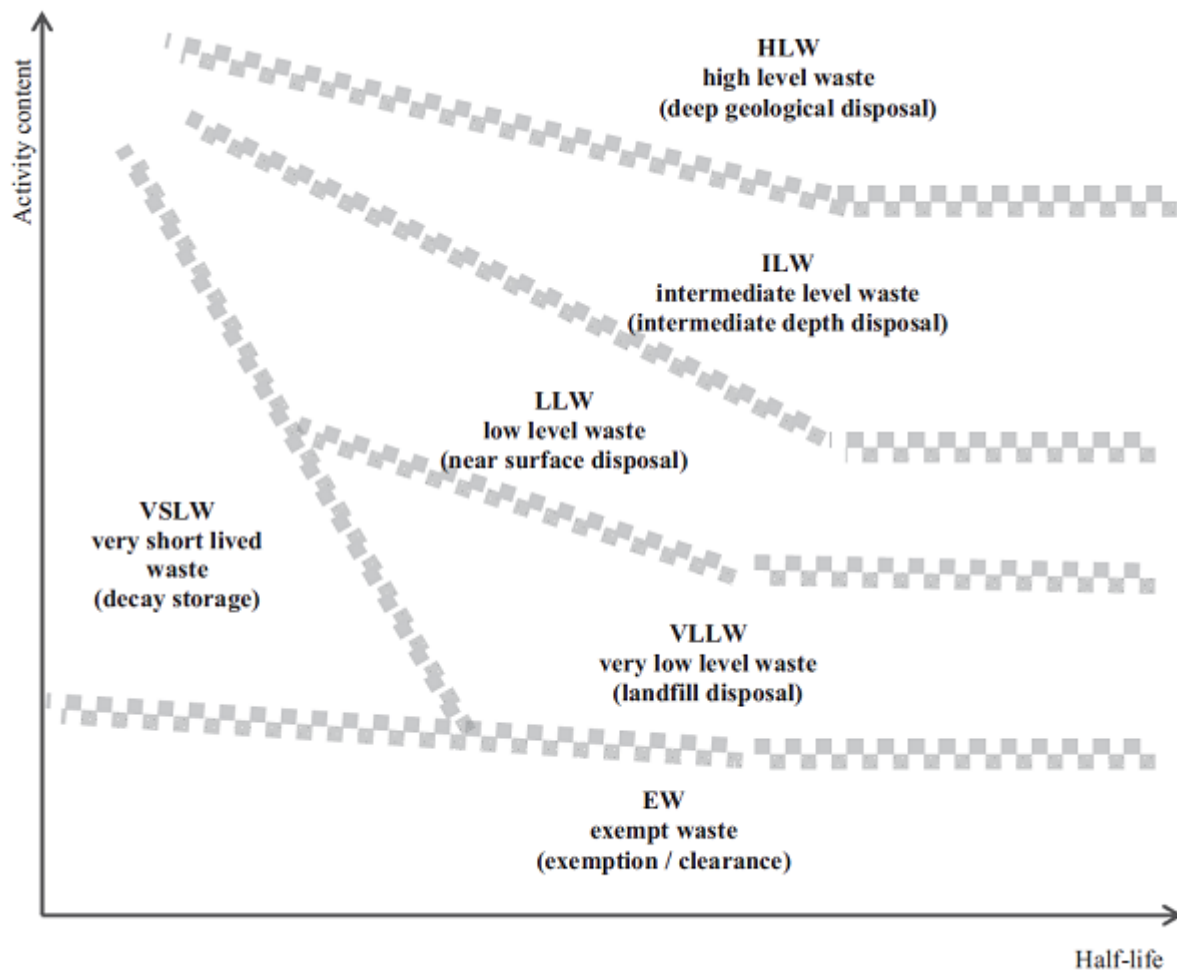 Activity content
HLW
high level waste
(deep geological disposal)
ILW
intermediate level waste
(intermediate depth disposal)
LLW
low level waste
(near surface disposal)
VSLW
very short lived
waste
(decay storage)
VLLW
very low level waste
(landfill disposal)
EW
exempt waste
(exemption / clearance)
Half-life